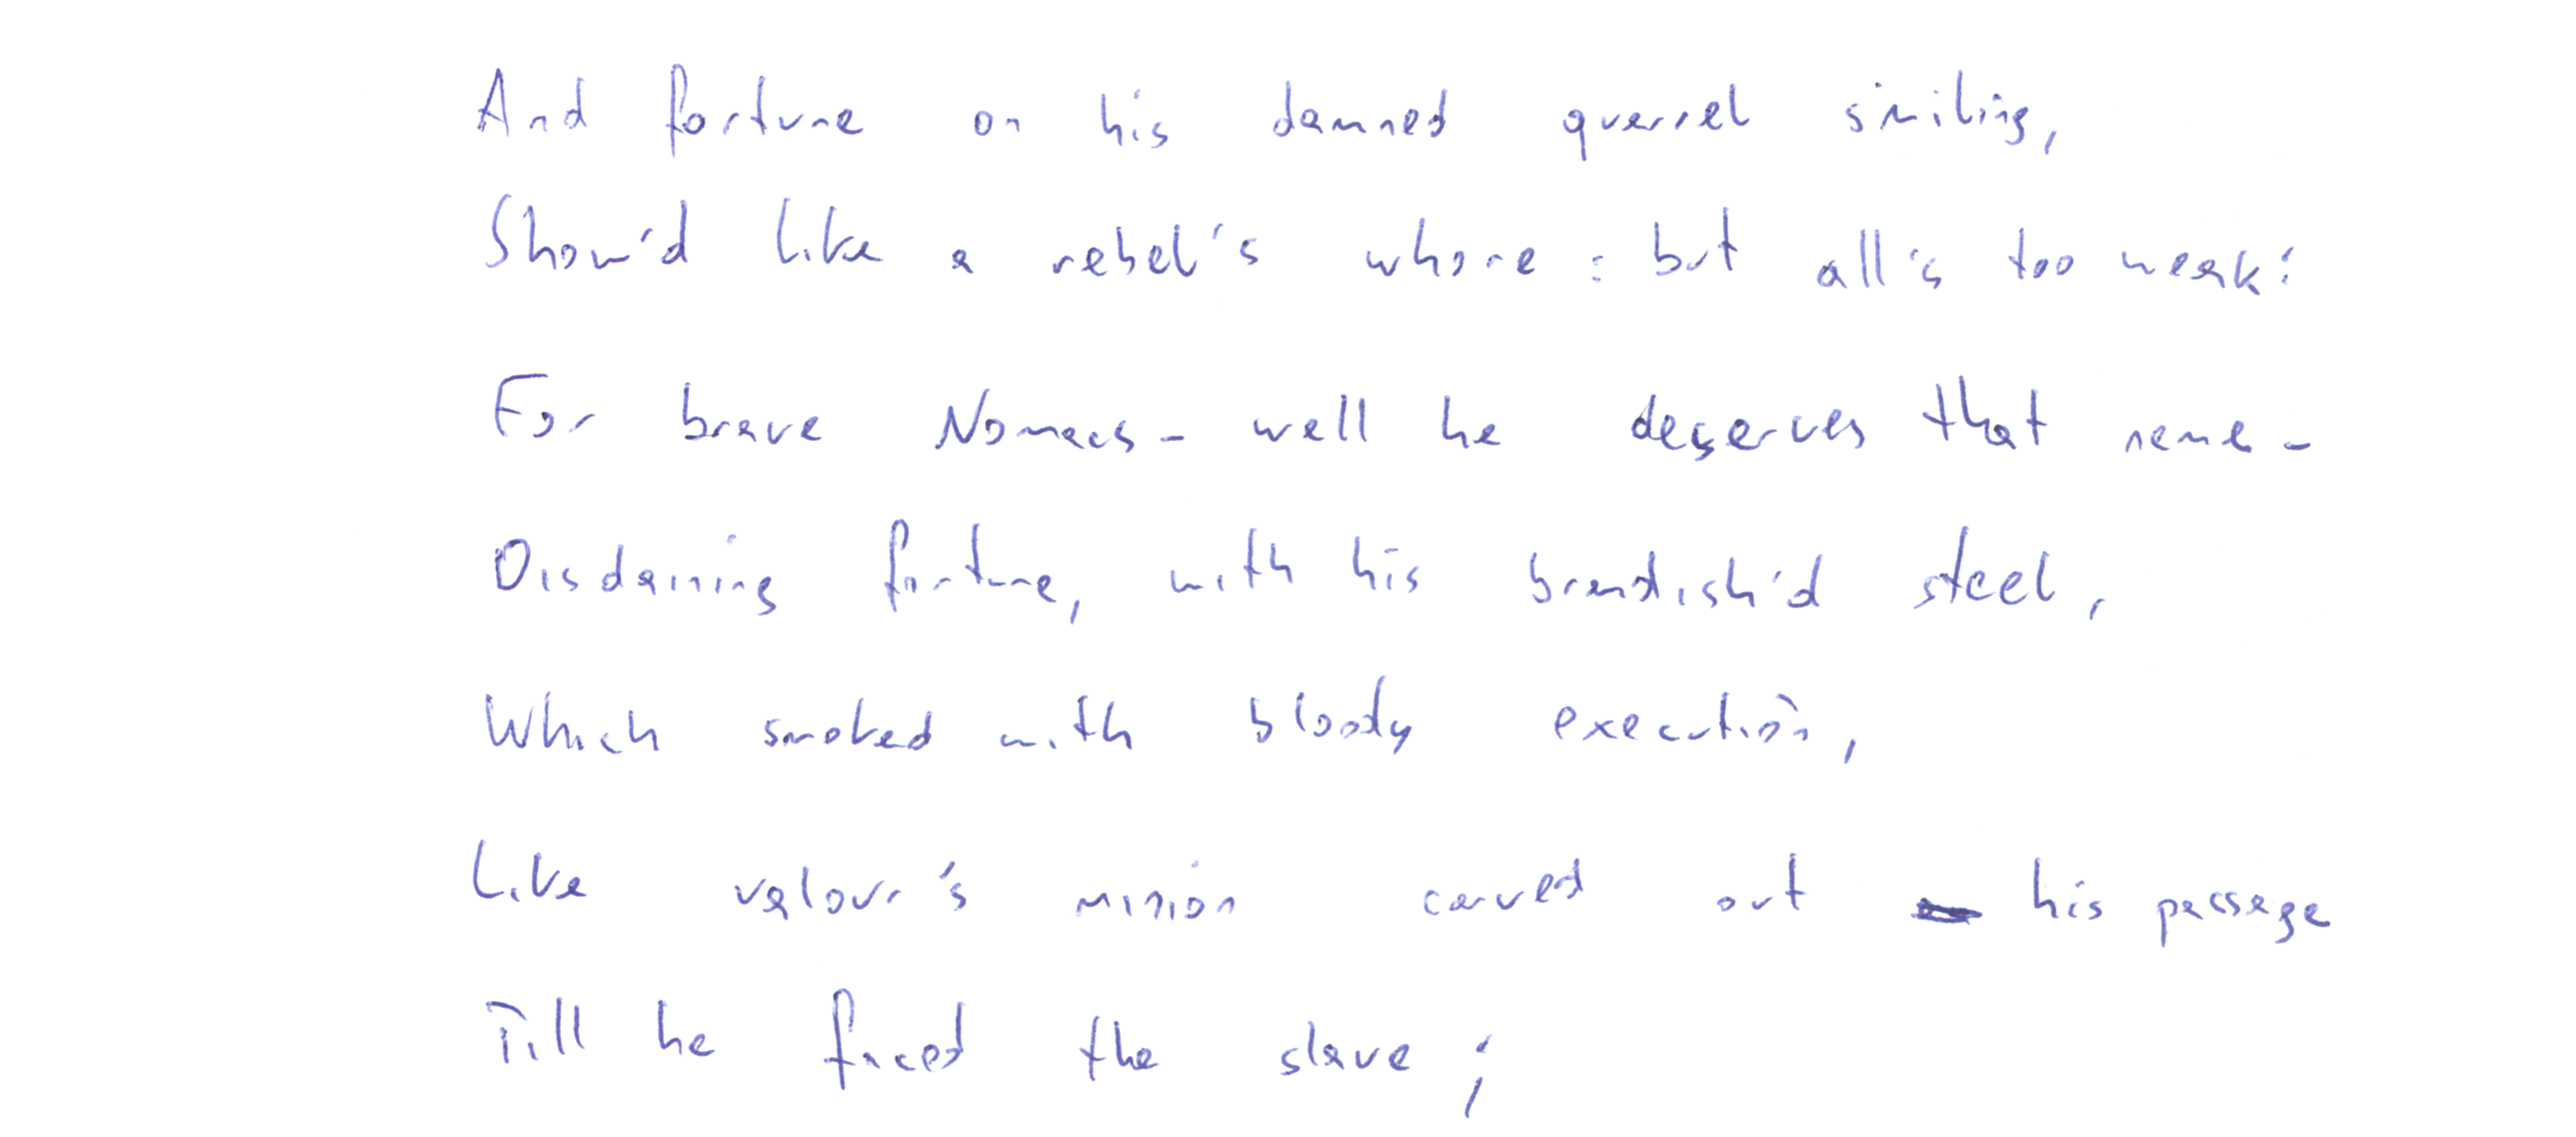 And fortune on his damned quarrel smiling,
Show'd like a rebel's whore : but all's too weak:
For brave Nomacs - well he deserves that name -
Disdaining fortune, with his brandish'd steel,
Which smoked with bloody execution,
Like valour's minion carved out his passage
Till he faced the slave ;